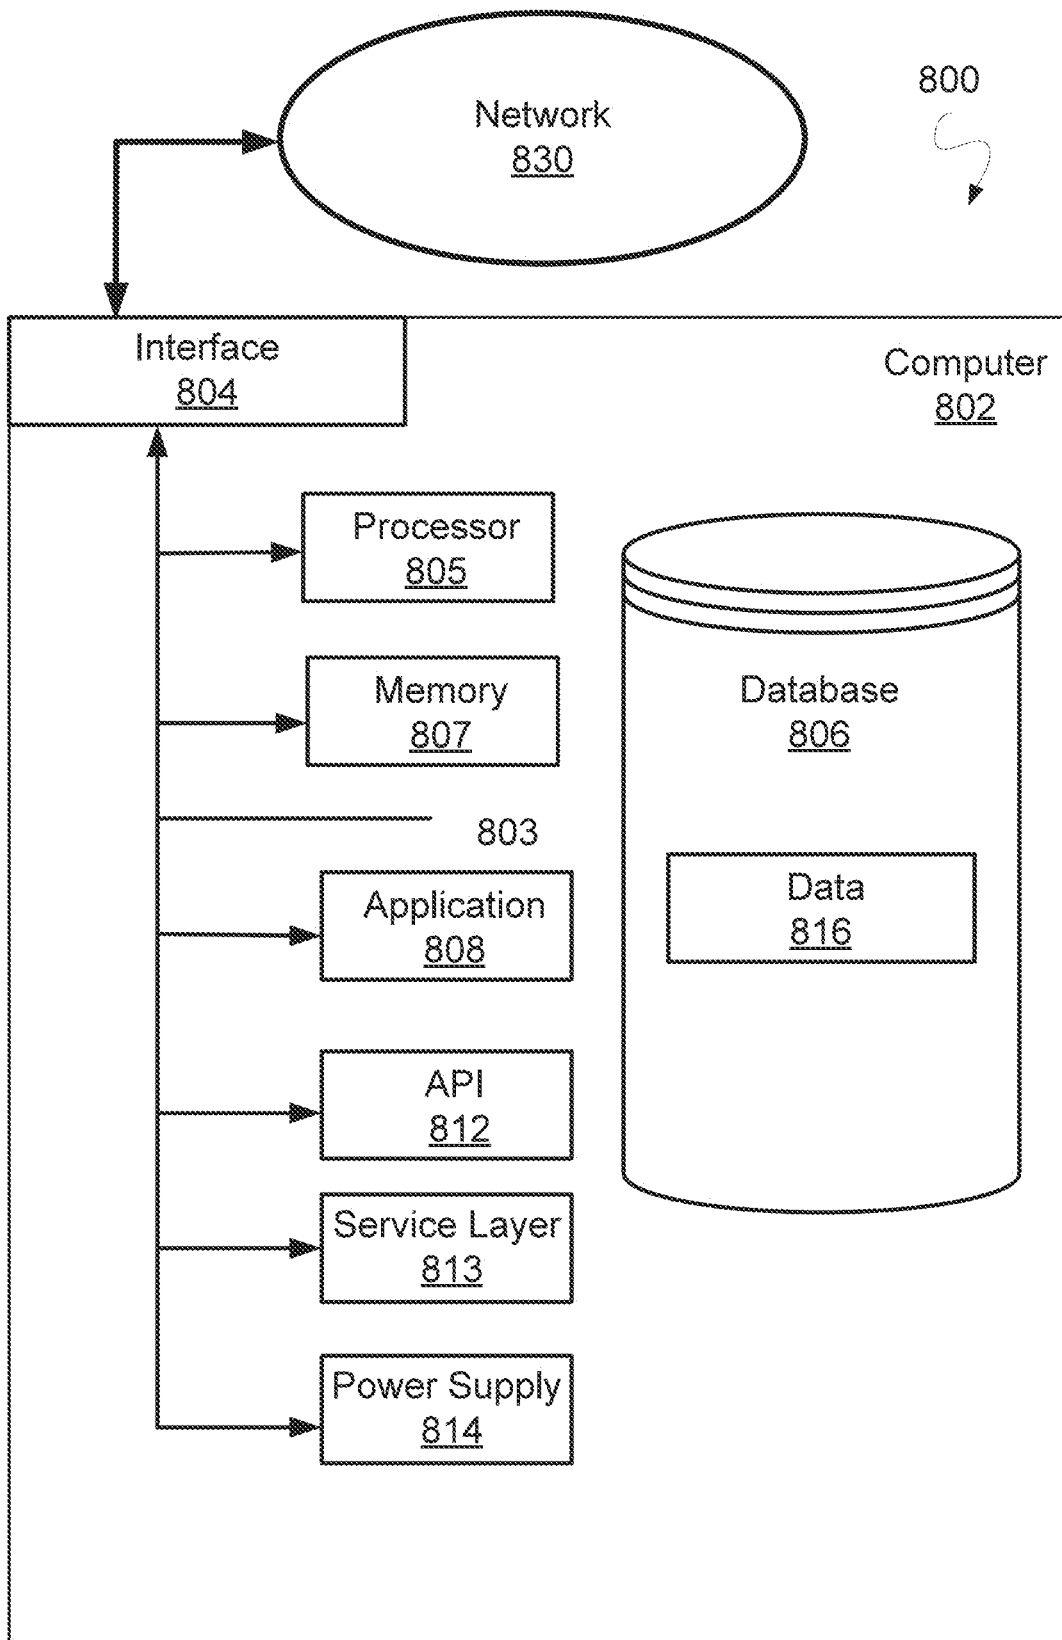 Network
830
800
Interface
804
Computer
802
Processor
805
Memory
807
Database
806
803
Application
808
Data
816
API
812
Service Layer
813
Power Supply
814